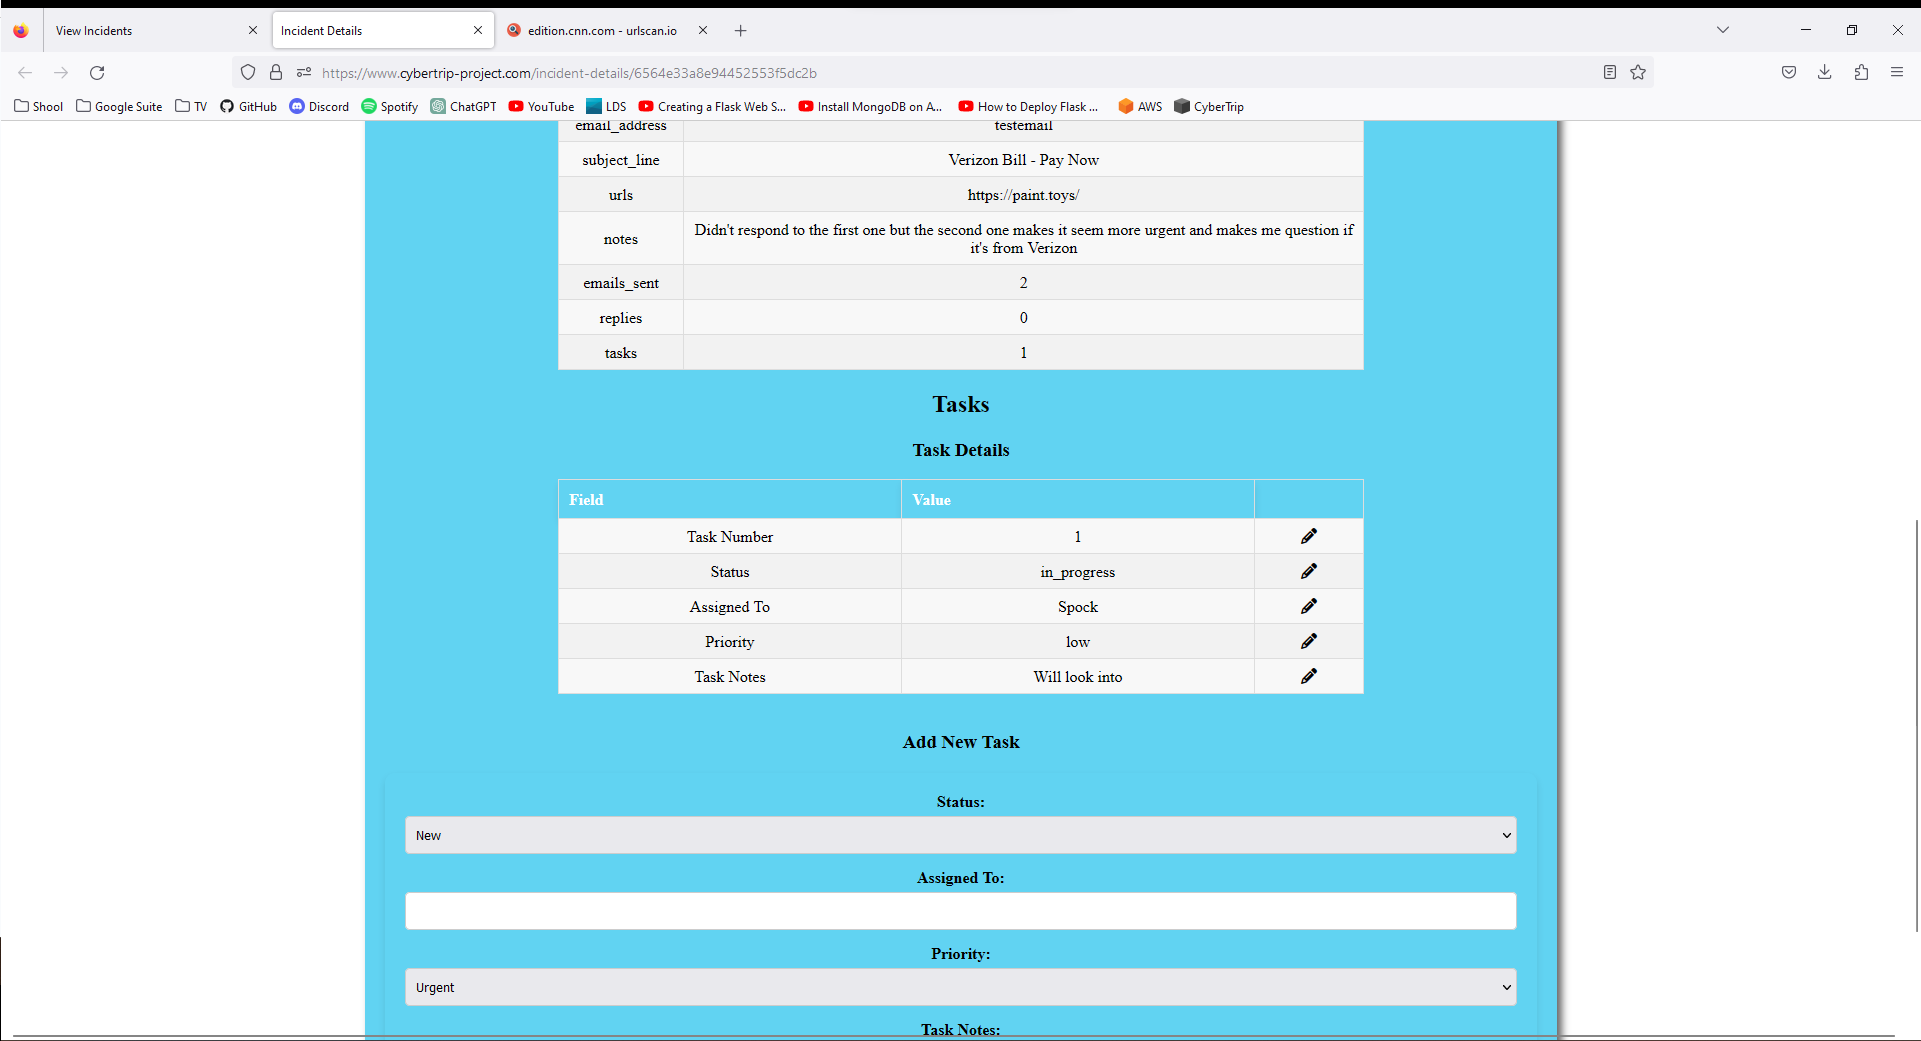 View Incidents
Incident Details
edition.cnn.com - urlscan.io
https://www.cybertrip-project.com/incident-details/6564e33a8e94452553f5dc2b
Shool Google Suite TV GitHub Discord Spotify ChatGPT YouTube LDS Creating a Flask Web S... Install MongoDB on A... How to Deploy Flask ... AWS CyberTrip
email_address testemail
subject_line Verizon Bill - Pay Now
urls https://paint.toys/
notes Didn't respond to the first one but the second one makes it seem more urgent and makes me question if
it's from Verizon
emails_sent 2
replies 0
tasks 1
Tasks
Task Details
Field Value
Task Number 1
Status in_progress
Assigned To Spock
Priority low
Task Notes Will look into
Add New Task
Status:
New
Assigned To:
Priority:
Urgent
Task Notes: